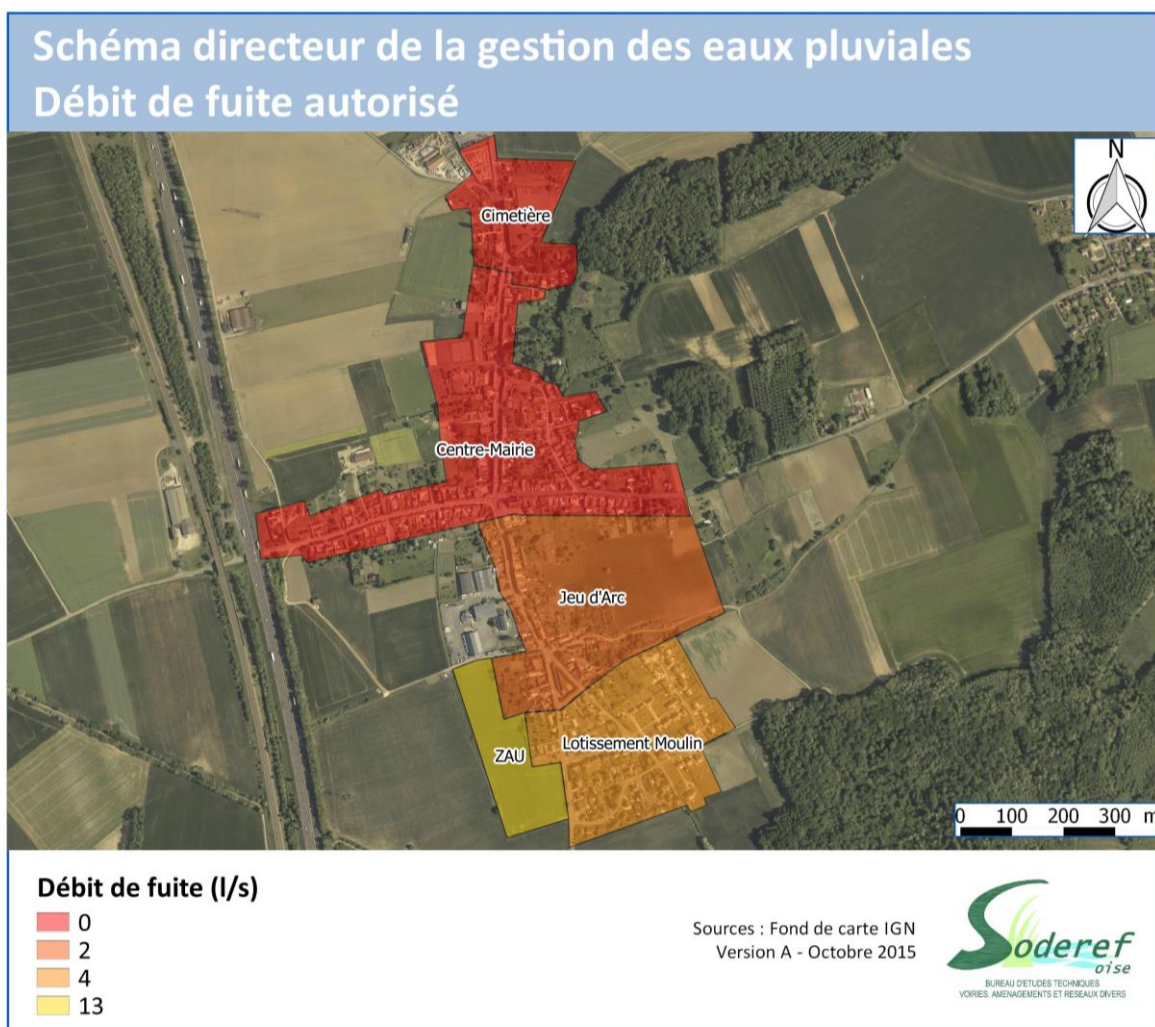 Schéma directeur de la gestion des eaux pluviales
Débit de fuite autorisé
N
Cimetière
Centre-Mairie
Jeu d'Arc
Lotissement Moulin
ZAU
0 100 200 300 m
Débit de fuite (l/s)
0
2
4
13
Sources : Fond de carte IGN
Version A - Octobre 2015
Soderef
oise
BUREAU D'ETUDES TECHNIQUES
VOIRIES, AMENAGEMENTS ET RESEAUX DIVERS